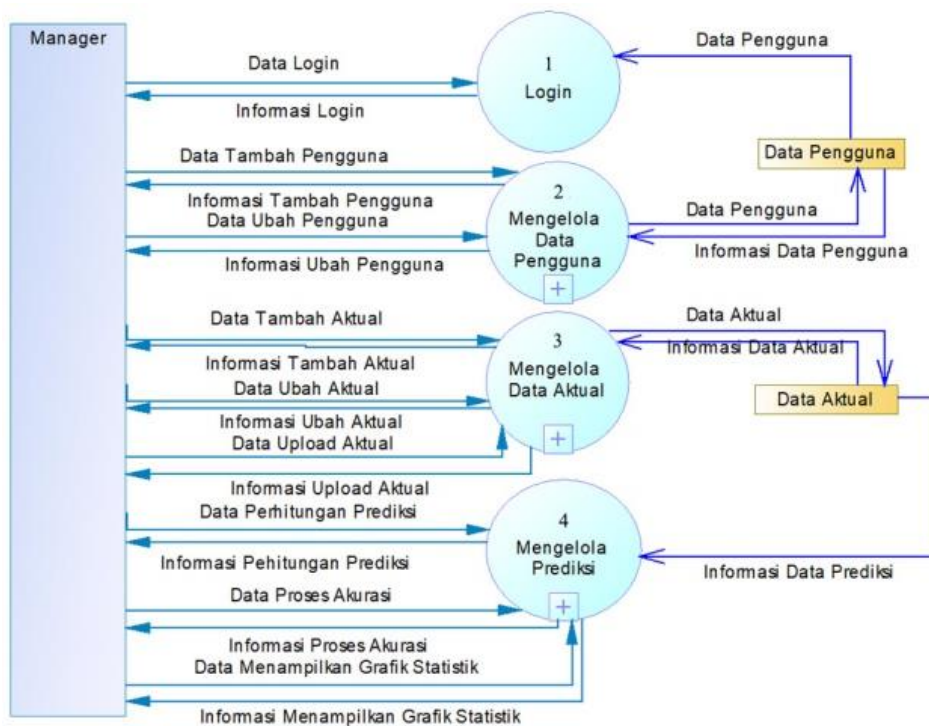 Manager
Data Login
Informasi Login
1
Login
Data Pengguna
Data Pengguna
Data Tambah Pengguna
Informasi Tambah Pengguna
Data Ubah Pengguna
Informasi Ubah Pengguna
2
Mengelola
Data
Pengguna
Data Pengguna
Informasi Data Pengguna
Data Tambah Aktual
Informasi Tambah Aktual
Data Ubah Aktual
Informasi Ubah Aktual
Data Upload Aktual
Informasi Upload Aktual
3
Mengelola
Data Aktual
Data Aktual
Informasi Data Aktual
Data Aktual
Data Perhitungan Prediksi
Informasi Pehitungan Prediksi
4
Mengelola
Prediksi
Informasi Data Prediksi
Data Proses Akurasi
Informasi Proses Akurasi
Data Menampilkan Grafik Statistik
Informasi Menampilkan Grafik Statistik